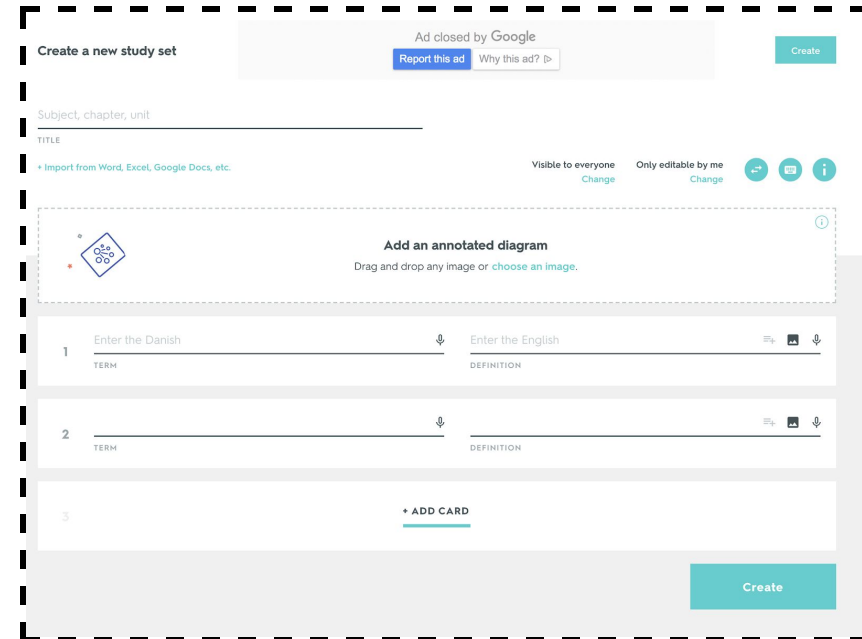 Create a new study set
Ad closed by Google
Report this ad Why this ad?
Create
Subject, chapter, unit
TITLE
+ Import from Word, Excel, Google Docs, etc.
Visible to everyone Only editable by me
Change Change
Add an annotated diagram
Drag and drop any image or choose an image.
1 Enter the Danish Enter the English
TERM DEFINITION
2
TERM DEFINITION
3 + ADD CARD
Create